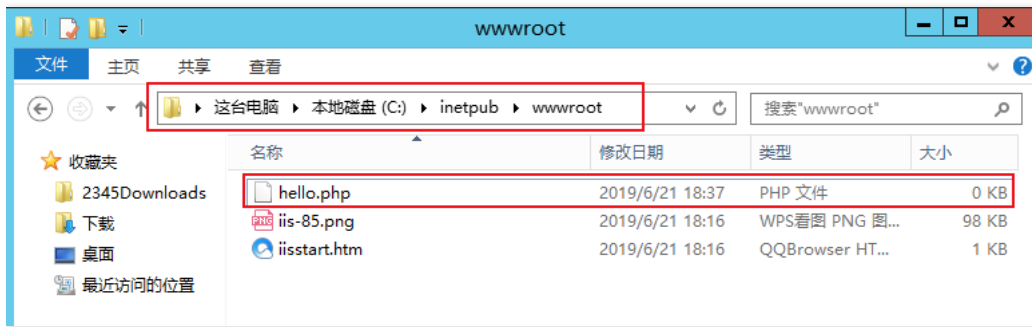 wwwroot
文件 主页 共享 查看
这台电脑 本地磁盘 (C:) inetpub wwwroot 搜索"wwwroot"
收藏夹
2345Downloads
下载
桌面
最近访问的位置
名称 修改日期 类型 大小
hello.php 2019/6/21 18:37 PHP 文件 0 KB
iis-85.png 2019/6/21 18:16 WPS看图 PNG 图... 98 KB
iisstart.htm 2019/6/21 18:16 QQBrowser HT... 1 KB